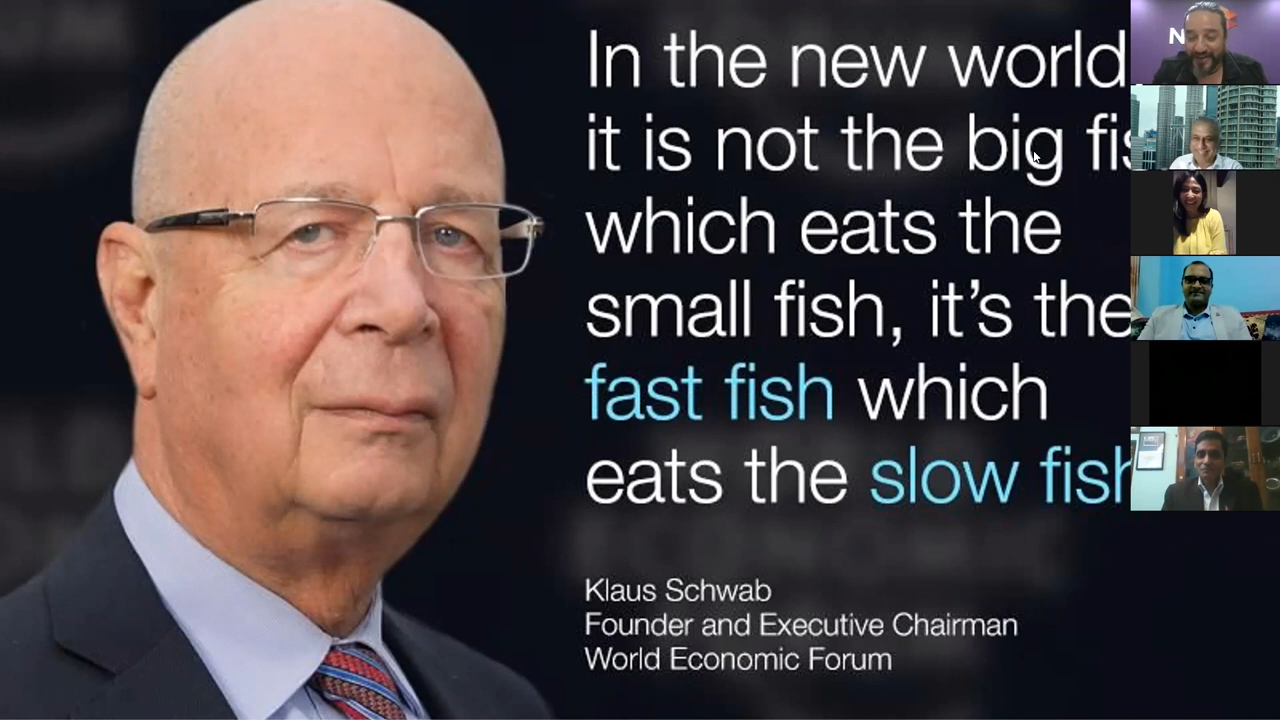 In the new world
it is not the big fis
which eats the
small fish, it's the
fast fish which
eats the slow fish
Klaus Schwab
Founder and Executive Chairman
World Economic Forum
N